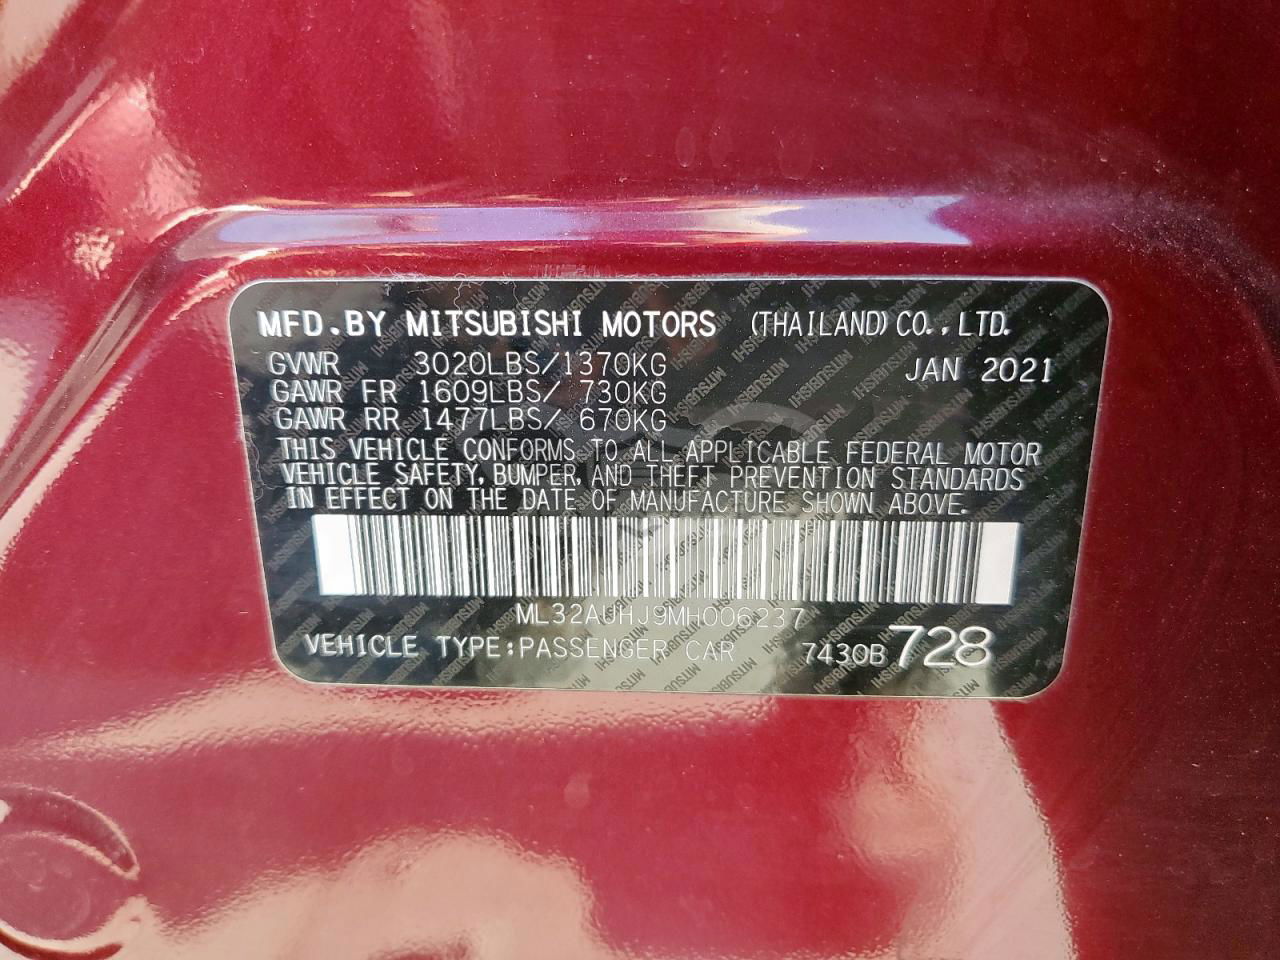 MFD.BY MITSUBISHI MOTORS (THAILAND)CO.,LTD.
GVWR 3020LBS/1370KG JAN 2021
GAWR FR 1609LBS/ 730KG
GAWR RR 1477LBS/ 670KG
THIS VEHICLE CONFORMS TO ALL APPLICABLE FEDERAL MOTOR
VEHICLE SAFETY, BUMPER, AND THEFT PREVENTION STANDARDS
IN EFFECT ON THE DATE OF MANUFACTURE SHOWN ABOVE.
ML32AUHJ9MH006237
VEHICLE TYPE:PASSENGER CAR 7430B 728